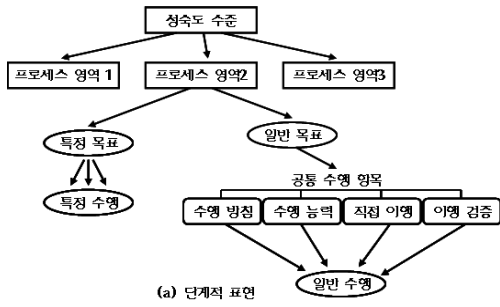 성숙도 수준
프로세스 영역1
프로세스 영역2
프로세스 영역3
특정 목표
일반 목표
특정 수행
공통 수행 항목
수행 방침
수행 능력
직접 이행
이행 검증
일반 수행
(a) 단계적 표현